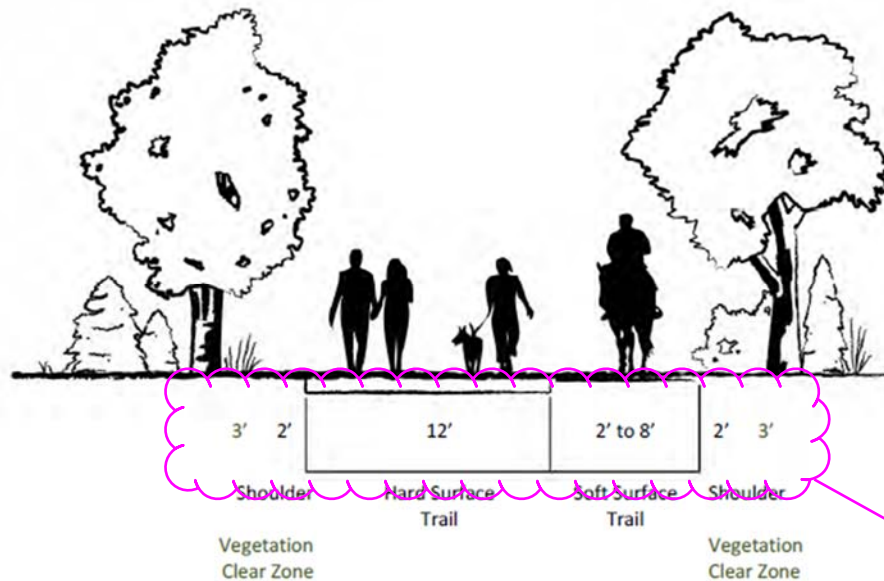 3’ 2’ 12’ 2’ to 8’ 2’ 3’
Shoulder Hard Surface Soft Surface Shoulder
Trail Trail
Vegetation Vegetation
Clear Zone Clear Zone